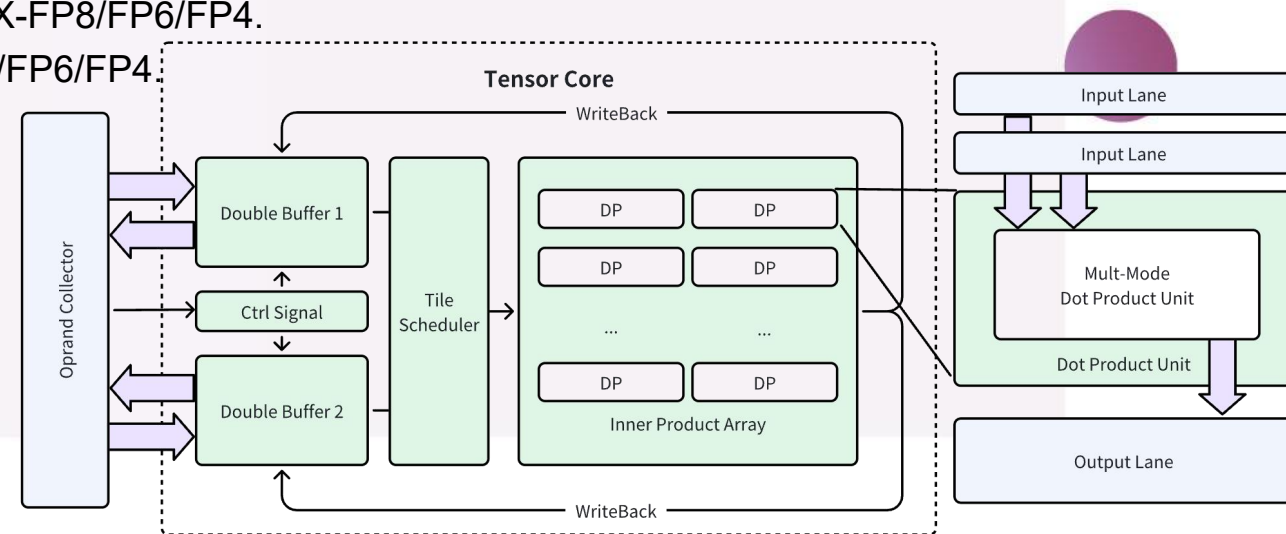 X-FP8/FP6/FP4.
/FP6/FP4.
Tensor Core
WriteBack
Oprand Collector
Double Buffer 1
Ctrl Signal
Double Buffer 2
Tile
Scheduler
DP DP
DP DP
... ...
DP DP
Inner Product Array
WriteBack
Input Lane
Input Lane
Mult-Mode
Dot Product Unit
Dot Product Unit
Output Lane